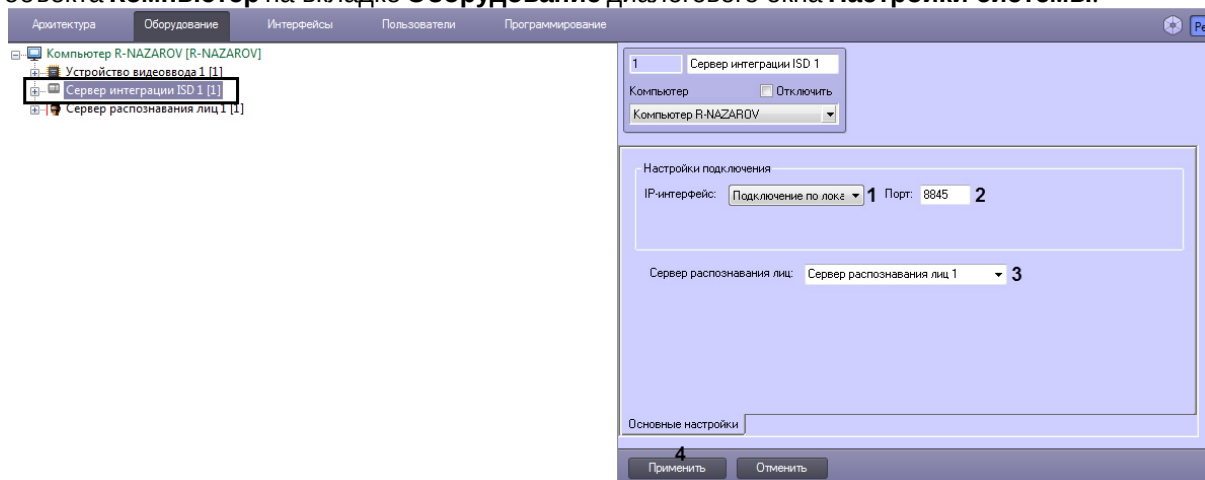 объекта Компьютер на вкладке Оборудование диалогового окна Настройки системы.
Архитектура Оборудование Интерфейсы Пользователи Программирование
Компьютер R-NAZAROV [R-NAZAROV]
Устройство видеоввода 1 [1]
Сервер интеграции ISD 1 [1]
Сервер распознавания лиц 1 [1]
1 Сервер интеграции ISD 1
Компьютер Отключить
Компьютер R-NAZAROV
Настройки подключения
IP-интерфейс: Подключение по лока 1 Порт: 8845 2
Сервер распознавания лиц: Сервер распознавания лиц 1 3
Основные настройки
4
Применить Отменить